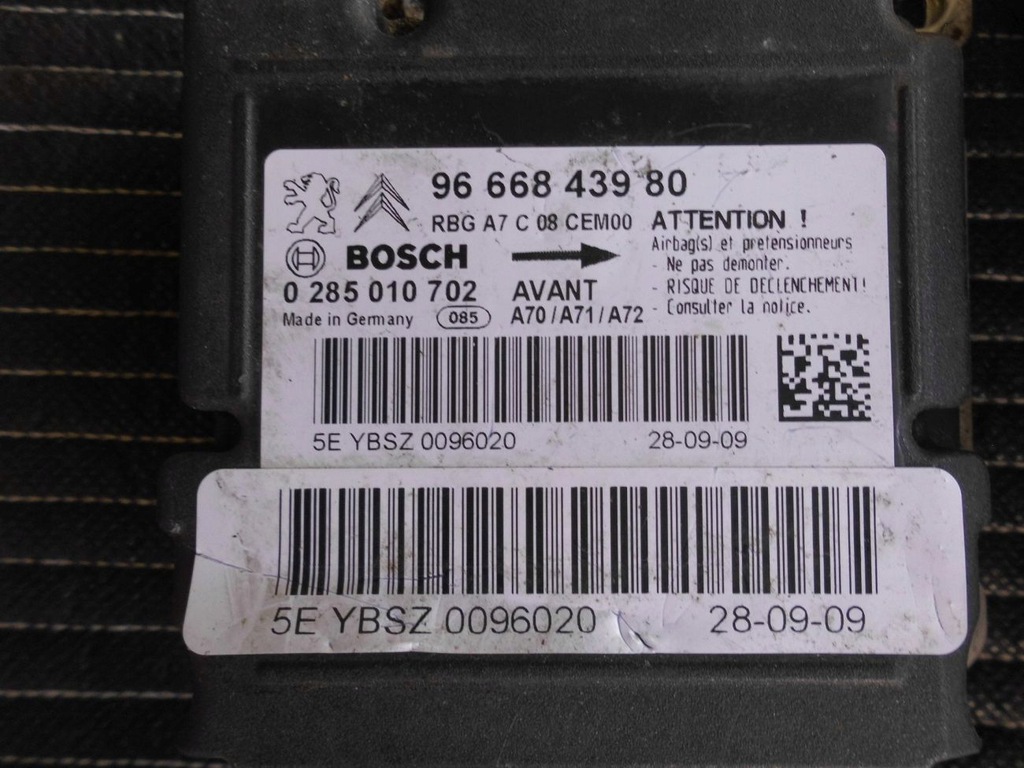 96 668 439 80
RBG A7 C 08 CEM00
ATTENTION !
Airbag(s) et pretensionneurs
- Ne pas demonter.
- RISQUE DE DECLENCHEMENT!
- Consulter la notice.
BOSCH
0 285 010 702
AVANT
Made in Germany 085
A70/A71/A72
5E YBSZ 0096020 28-09-09
5E YBSZ 0096020 28-09-09